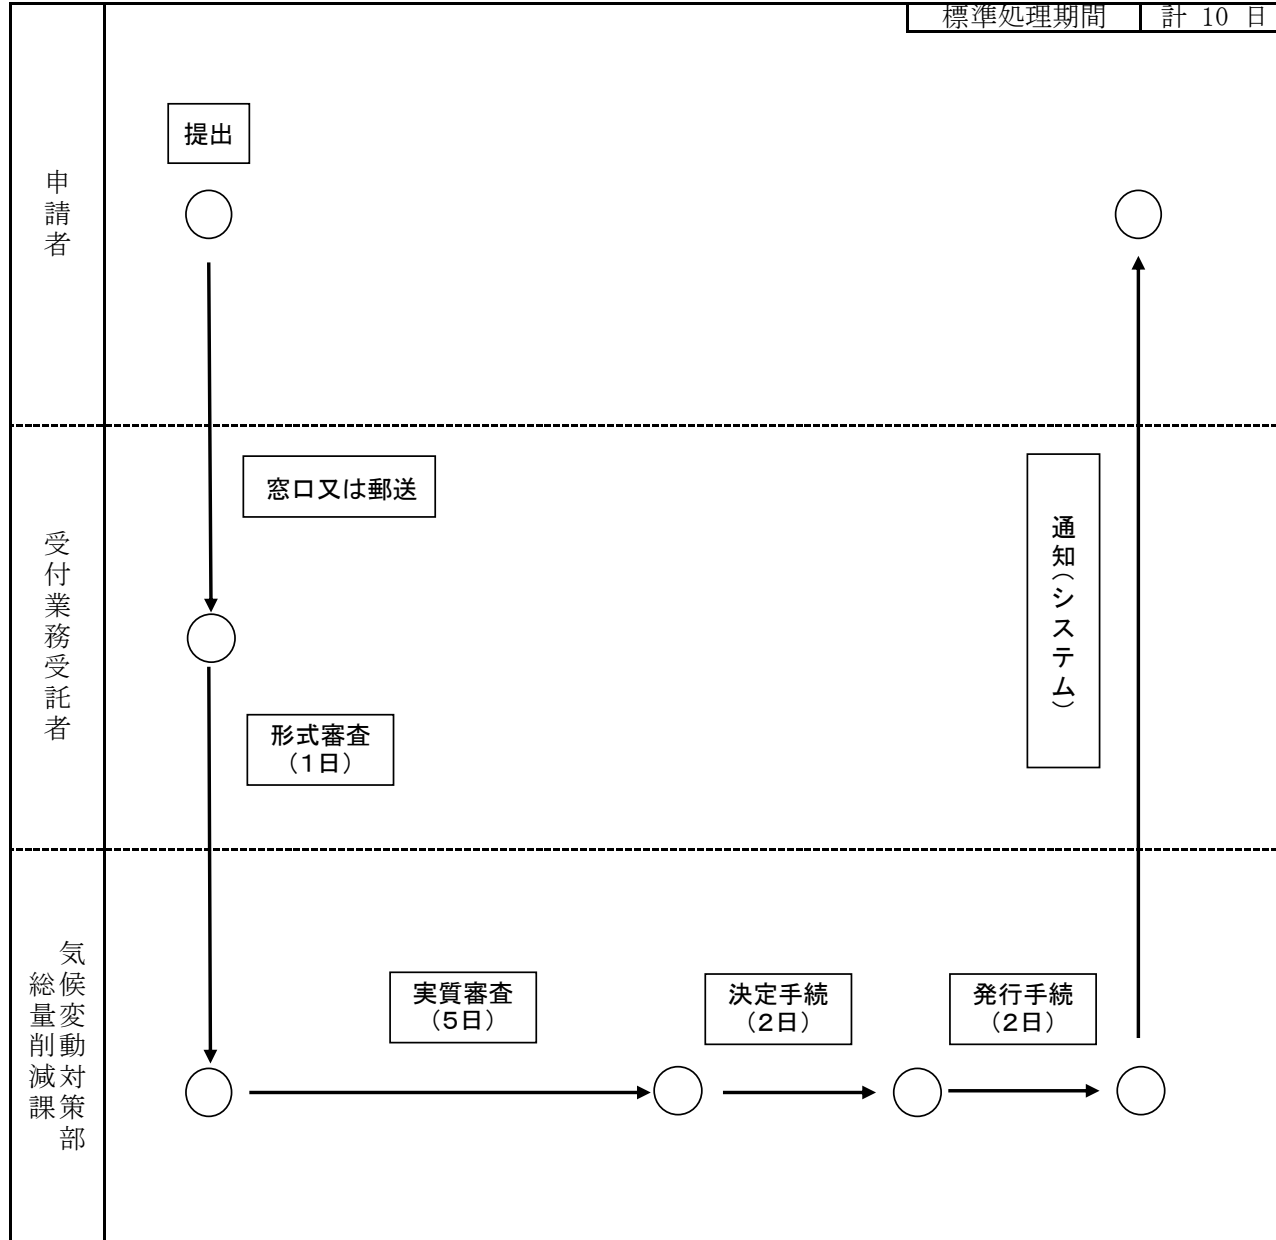 標準処理期間
計 10 日
申請者
提出
受付業務受託者
窓口又は郵送
形式審査
（1日）
通知（システム）
気候変動対策部
総量削減課
実質審査
（5日）
決定手続
（2日）
発行手続
（2日）